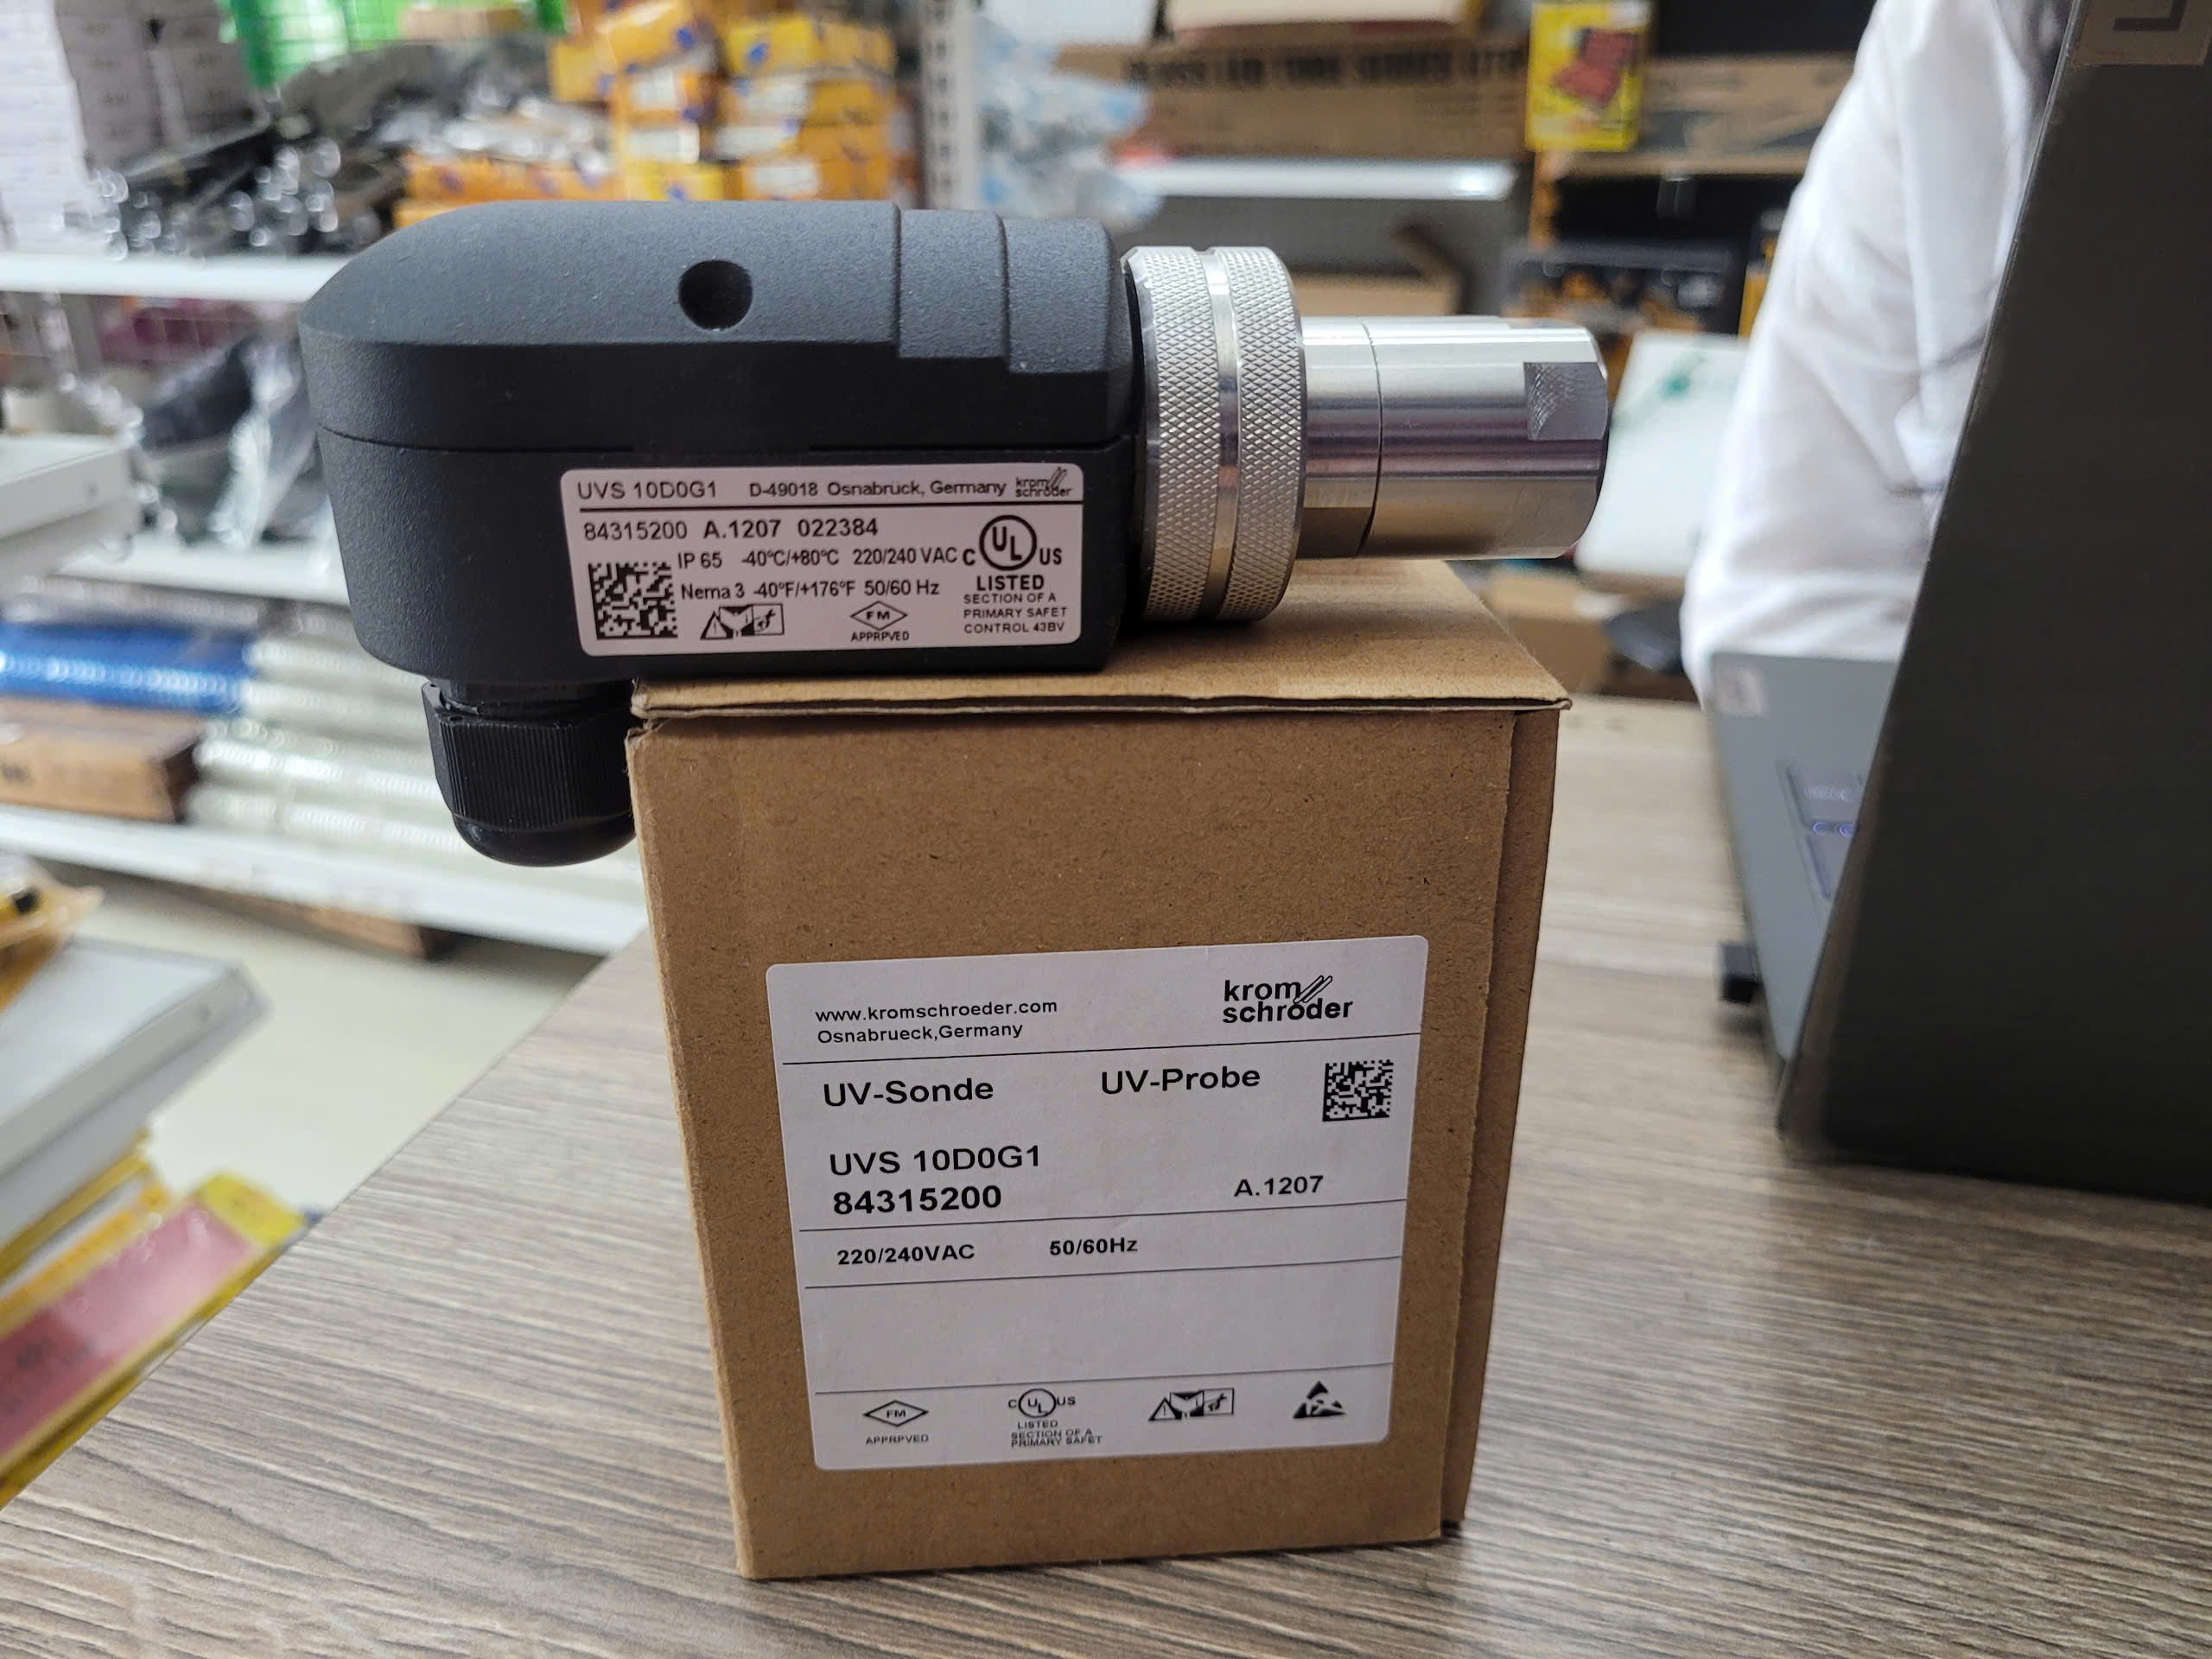 UVS 10D0G1 D-49018 Osnabrück, Germany krom schröder
84315200 A.1207 022384
IP 65 -40°C/+80°C 220/240 VAC
Nema 3 -40°F/+176°F 50/60 Hz
FM
APPRPVED
C UL US
LISTED
SECTION OF A
PRIMARY SAFET
CONTROL 43BV
www.kromschroeder.com
Osnabrueck,Germany
krom
schröder
UV-Sonde UV-Probe
UVS 10D0G1
84315200 A.1207
220/240VAC 50/60Hz
FM
APPRPVED
C UL US
LISTED
SECTION OF A
PRIMARY SAFET